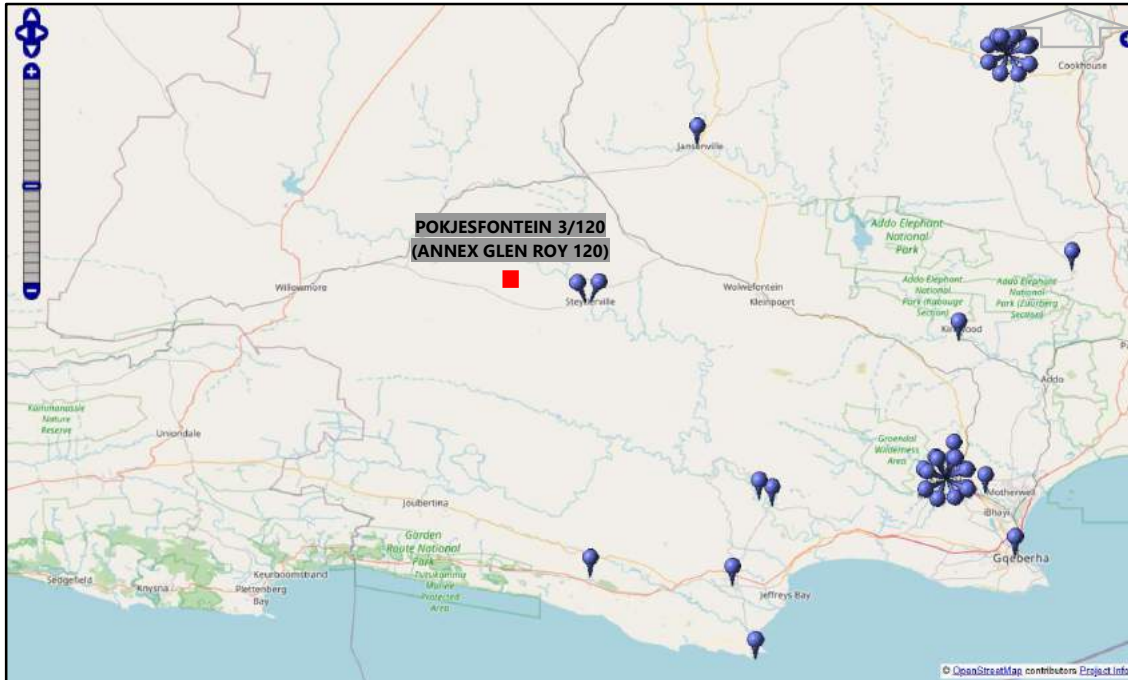 Cookhouse
Jansenville
POKJESFONTEIN 3/120
(ANNEX GLEN ROY 120)
Addo Elephant
National
Park
Willowmore
Steytlerville
Wolwefontein
Kleinpoort
Addo Elephant
National
Park (Kabouga
Section)
Addo Elephant
National
Park (Zuurberg
Section)
Addo
Kammanassie
Nature
Reserve
Uniondale
Groendal
Wilderness
Area
Joubertina
Motherwell
Ibhayi
Garden
Route National
Park
Tsitsikamma
Marine
Protected
Area
Gqeberha
Sedgefield
Knysna
Keurboomstrand
Plettenberg
Bay
Jeffreys Bay
© OpenStreetMap contributors Project Info